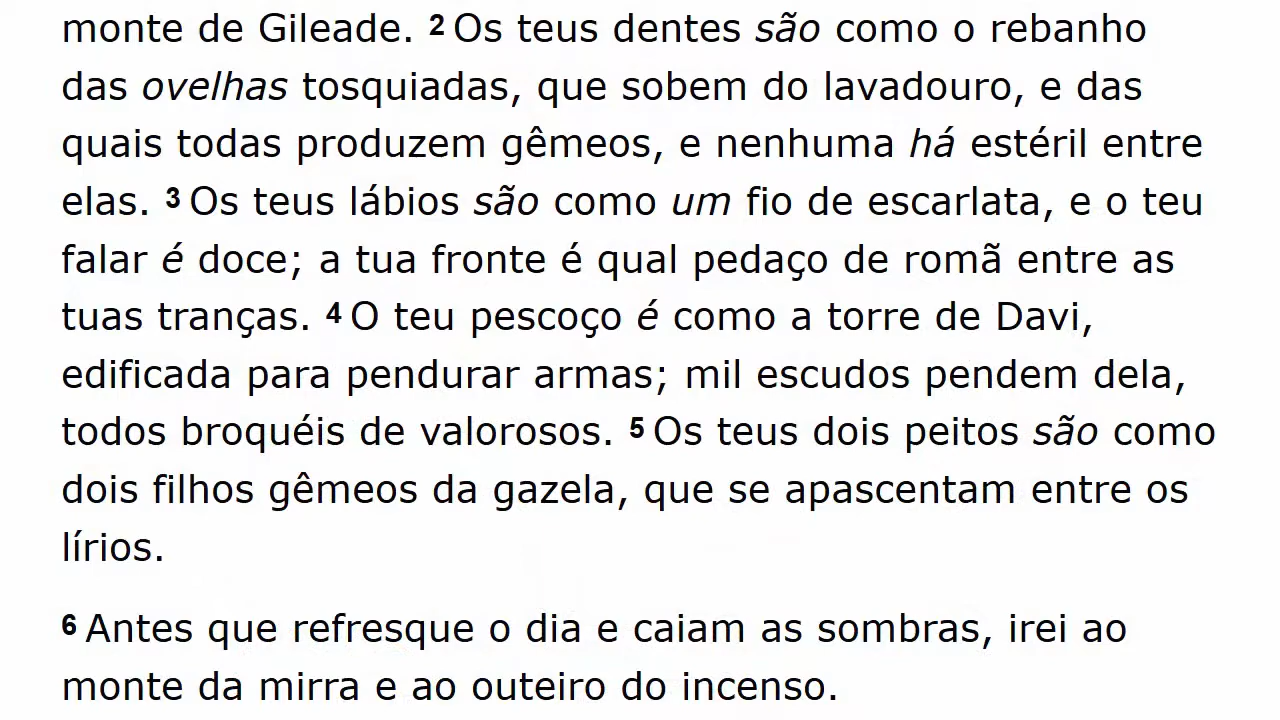 monte de Gileade. 2 Os teus dentes são como o rebanho
das ovelhas tosquiadas, que sobem do lavadouro, e das
quais todas produzem gêmeos, e nenhuma há estéril entre
elas. 3 Os teus lábios são como um fio de escarlata, e o teu
falar é doce; a tua fronte é qual pedaço de romã entre as
tuas tranças. 4 O teu pescoço é como a torre de Davi,
edificada para pendurar armas; mil escudos pendem dela,
todos broquéis de valorosos. 5 Os teus dois peitos são como
dois filhos gêmeos da gazela, que se apascentam entre os
lírios.
6 Antes que refresque o dia e caiam as sombras, irei ao
monte da mirra e ao outeiro do incenso.